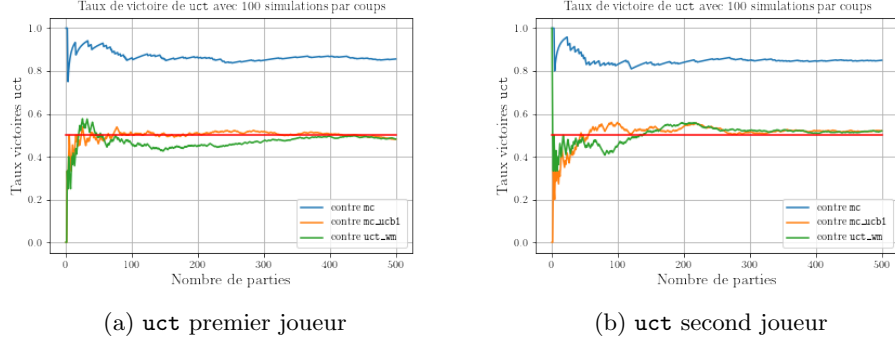 Taux de victoire de uct avec 100 simulations par coups
1.0
0.8
0.6
0.4
0.2
0.0
Taux victoires uct
0 100 200 300 400 500
Nombre de parties
contre mc
contre mc_ucb1
contre uct_wm
(a) uct premier joueur
Taux de victoire de uct avec 100 simulations par coups
1.0
0.8
0.6
0.4
0.2
0.0
Taux victoires uct
0 100 200 300 400 500
Nombre de parties
contre mc
contre mc_ucb1
contre uct_wm
(b) uct second joueur